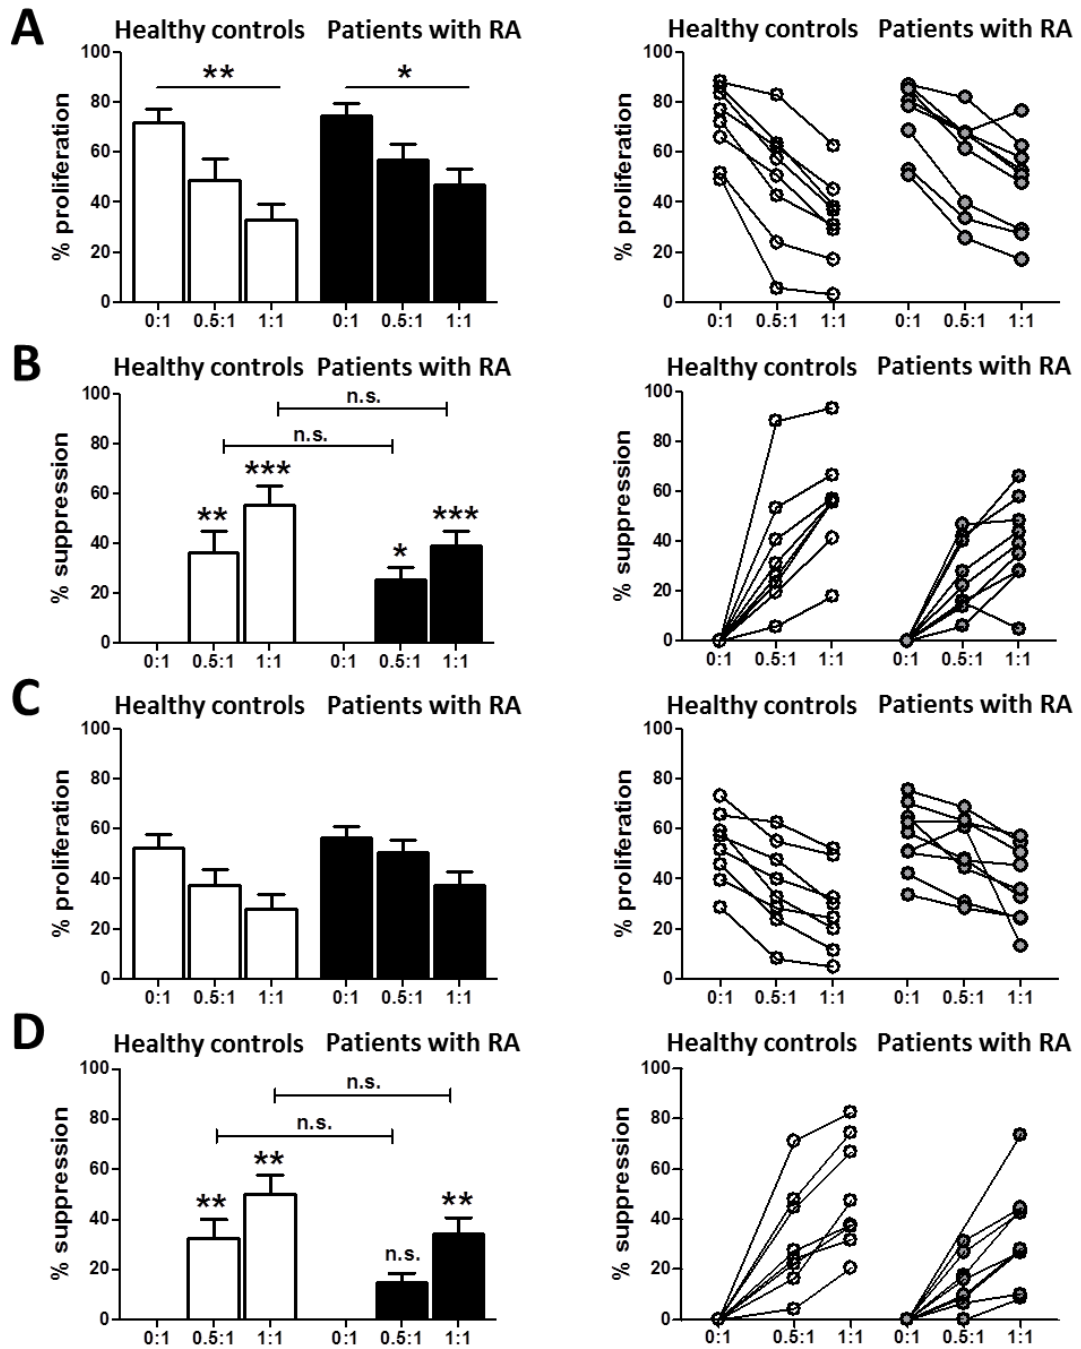 A
Healthy controls Patients with RA Healthy controls Patients with RA
100 100
** *
80 80
60 60
40 40
20 20
0 0
% proliferation % proliferation
0:1 0.5:1 1:1 0:1 0.5:1 1:1 0:1 0.5:1 1:1 0:1 0.5:1 1:1
B
Healthy controls Patients with RA Healthy controls Patients with RA
100 100
n.s.
n.s.
80 80
*** ***
** *
60 60
40 40
20 20
0 0
% suppression % suppression
0:1 0.5:1 1:1 0:1 0.5:1 1:1 0:1 0.5:1 1:1 0:1 0.5:1 1:1
C
Healthy controls Patients with RA Healthy controls Patients with RA
100 100
80 80
60 60
40 40
20 20
0 0
% proliferation % proliferation
0:1 0.5:1 1:1 0:1 0.5:1 1:1 0:1 0.5:1 1:1 0:1 0.5:1 1:1
D
Healthy controls Patients with RA Healthy controls Patients with RA
100 100
n.s.
n.s.
80 80
** **
** n.s.
60 60
40 40
20 20
0 0
% suppression % suppression
0:1 0.5:1 1:1 0:1 0.5:1 1:1 0:1 0.5:1 1:1 0:1 0.5:1 1:1